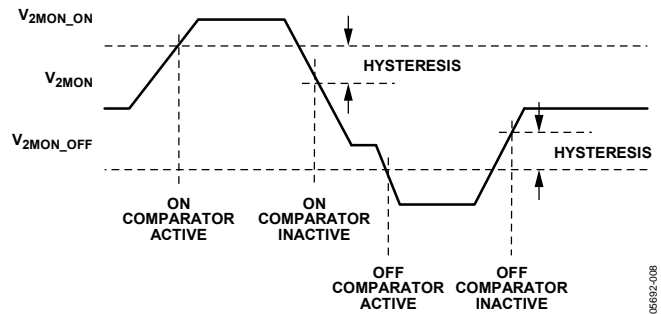 V2MON_ON
HYSTERESIS
V2MON
V2MON_OFF
HYSTERESIS
ON
COMPARATOR
ACTIVE
ON
COMPARATOR
INACTIVE
OFF
COMPARATOR
ACTIVE
OFF
COMPARATOR
INACTIVE
05692-008